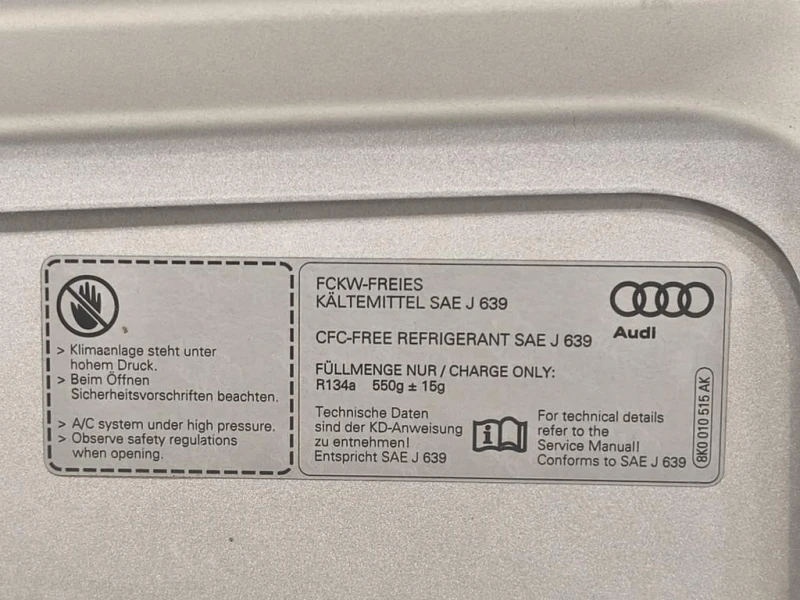 > Klimaanlage steht unter
hohem Druck.
> Beim Öffnen
Sicherheitsvorschriften beachten.
> A/C system under high pressure.
> Observe safety regulations
when opening.
FCKW-FREIES
KÄLTEMITTEL SAE J 639
CFC-FREE REFRIGERANT SAE J 639
FÜLLMENGE NUR / CHARGE ONLY:
R134a 550g ± 15g
Technische Daten
sind der KD-Anweisung
zu entnehmen!
Entspricht SAE J 639
i
For technical details
refer to the
Service Manual!
Conforms to SAE J 639
Audi
8K0 010 515 AK